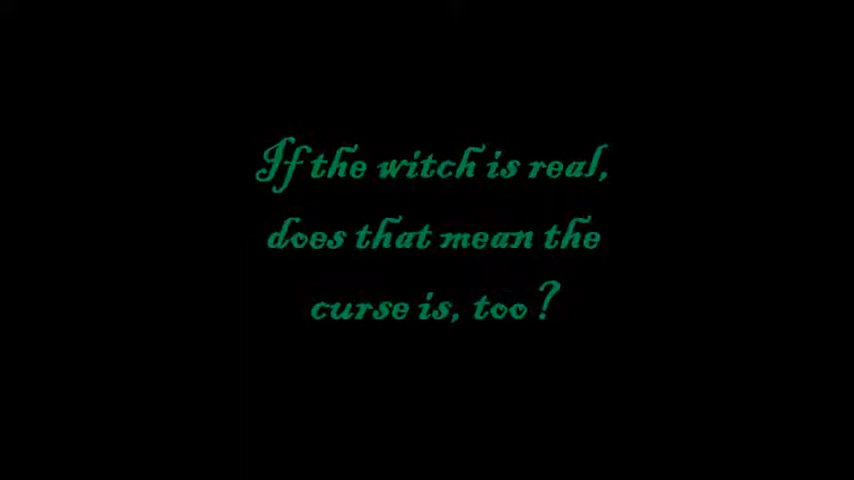 If the witch is real,
does that mean the
curse is, too?